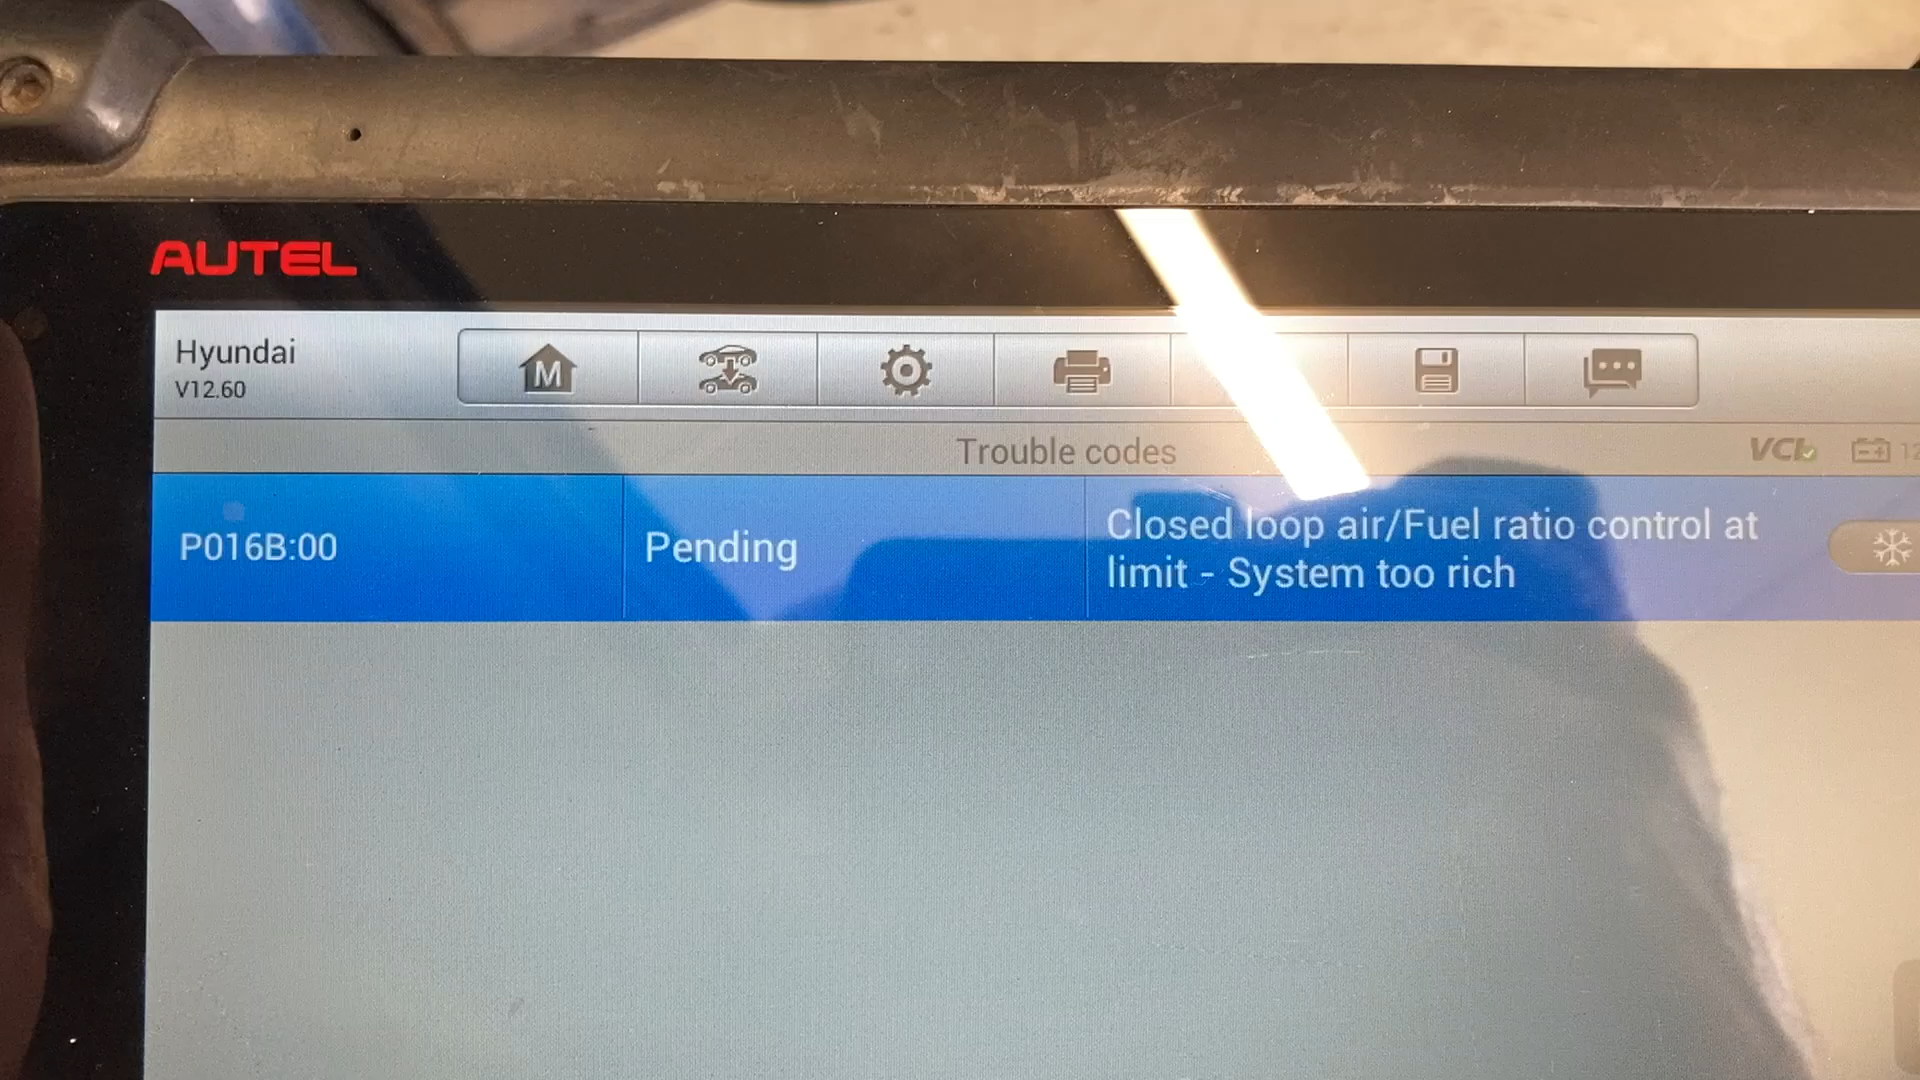 AUTEL
Hyundai
V12.60
M
Trouble codes
VCI
P016B:00
Pending
Closed loop air/Fuel ratio control at
limit - System too rich